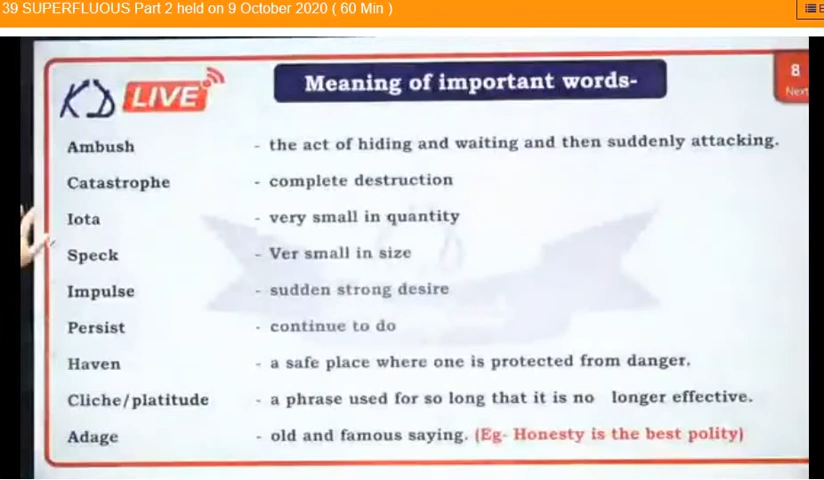 39 SUPERFLUOUS Part 2 held on 9 October 2020 ( 60 Min )
KD LIVE
Meaning of important words-
8
Next
Ambush - the act of hiding and waiting and then suddenly attacking.
Catastrophe - complete destruction
Iota - very small in quantity
Speck - Ver small in size
Impulse - sudden strong desire
Persist - continue to do
Haven - a safe place where one is protected from danger.
Cliche/platitude - a phrase used for so long that it is no longer effective.
Adage - old and famous saying. (Eg- Honesty is the best polity)